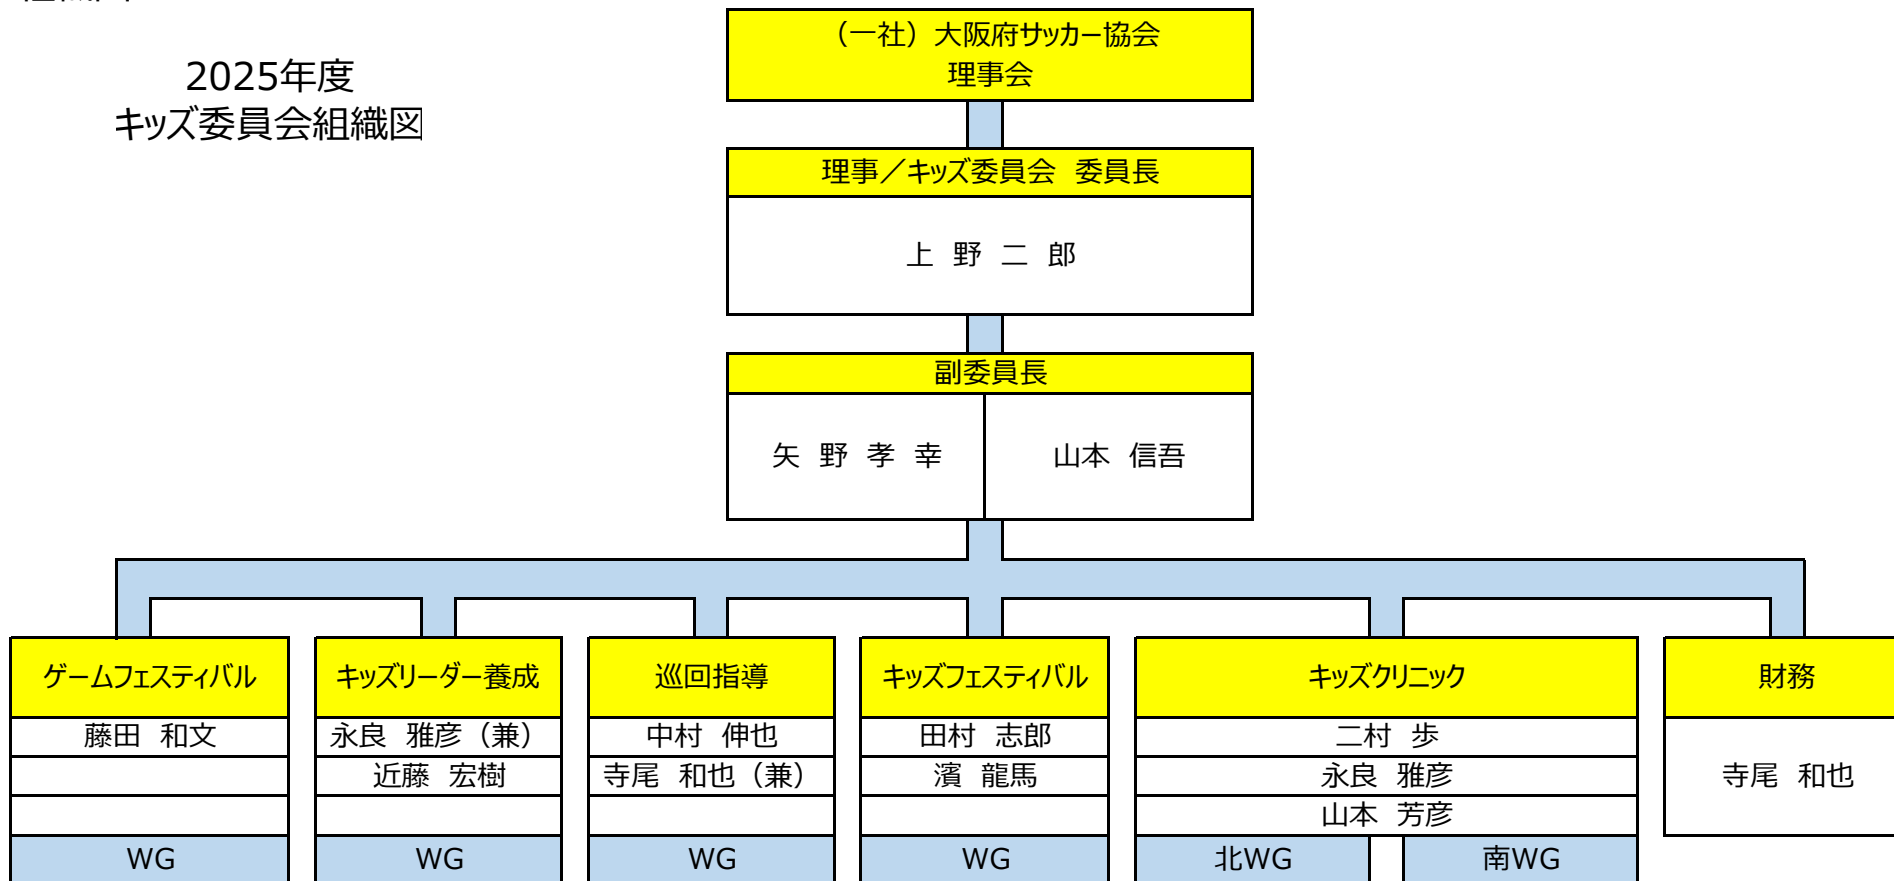 （一社）大阪府サッカー協会
理事会
2025年度
キッズ委員会組織図
理事／キッズ委員会 委員長
上 野 二 郎
副委員長
矢 野 孝 幸
山本 信吾
ゲームフェスティバル
キッズリーダー養成
巡回指導
キッズフェスティバル
キッズクリニック
財務
藤田 和文
永良 雅彦（兼）
中村 伸也
田村 志郎
二村 歩
近藤 宏樹
寺尾 和也（兼）
濱 龍馬
永良 雅彦
寺尾 和也
山本 芳彦
WG
WG
WG
WG
北WG
南WG